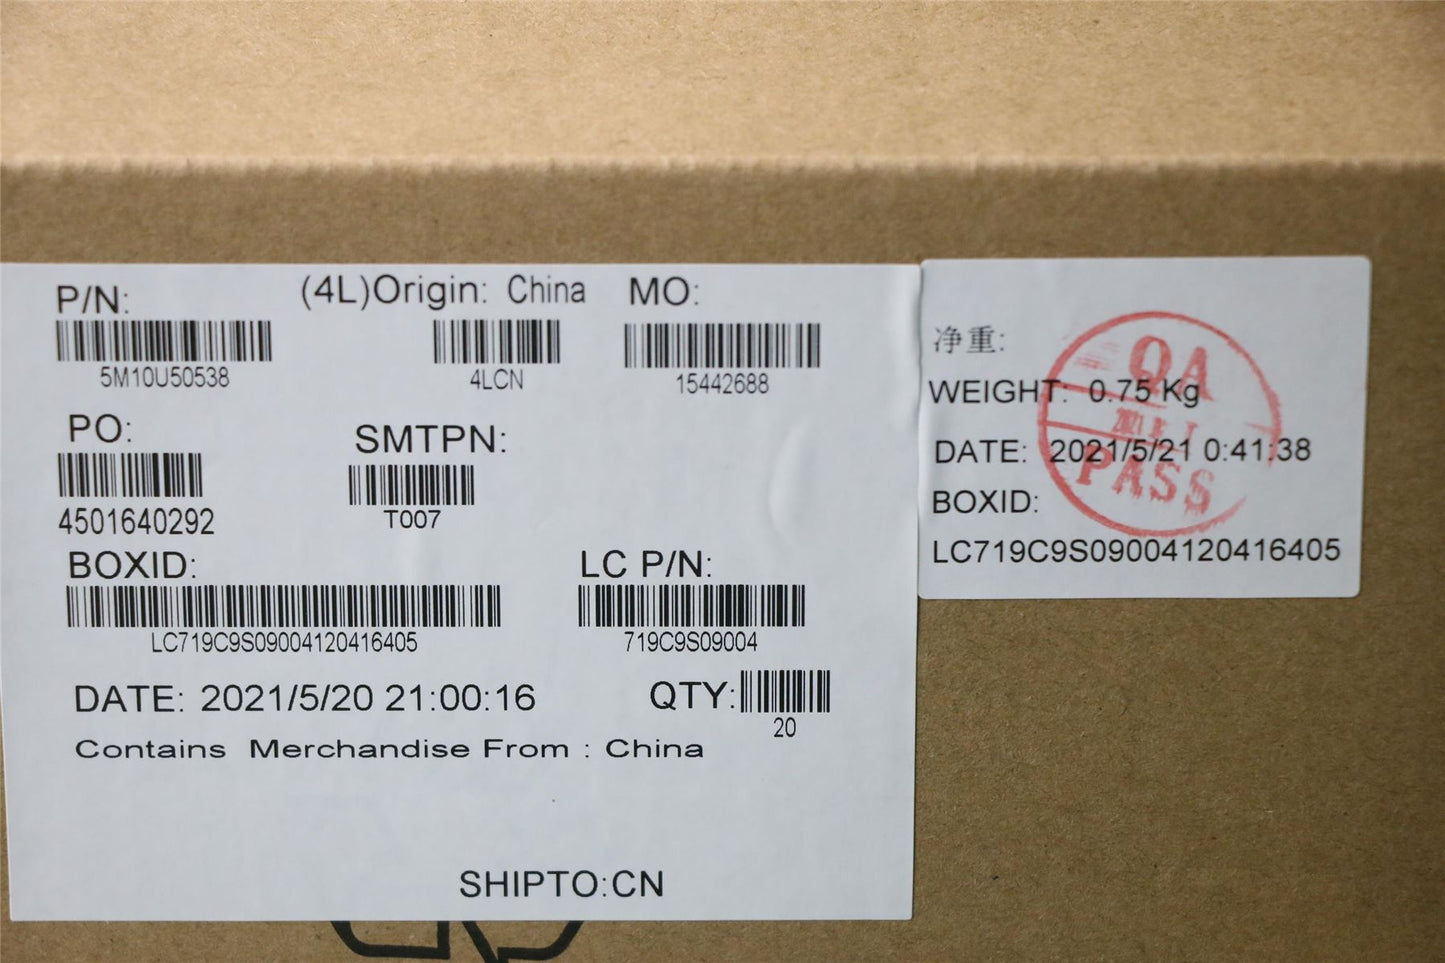 P/N:
(4L)Origin: China
MO:
5M10U50538
4LCN
15442688
PO:
SMTPN:
4501640292
T007
BOXID:
LC P/N:
LC719C9S09004120416405
719C9S09004
DATE: 2021/5/20 21:00:16
QTY:
20
Contains Merchandise From : China
SHIPTO:CN
净重:
WEIGHT: 0.75 Kg
DATE: 2021/5/21 0:41:38
BOXID:
LC719C9S09004120416405
QA
PASS